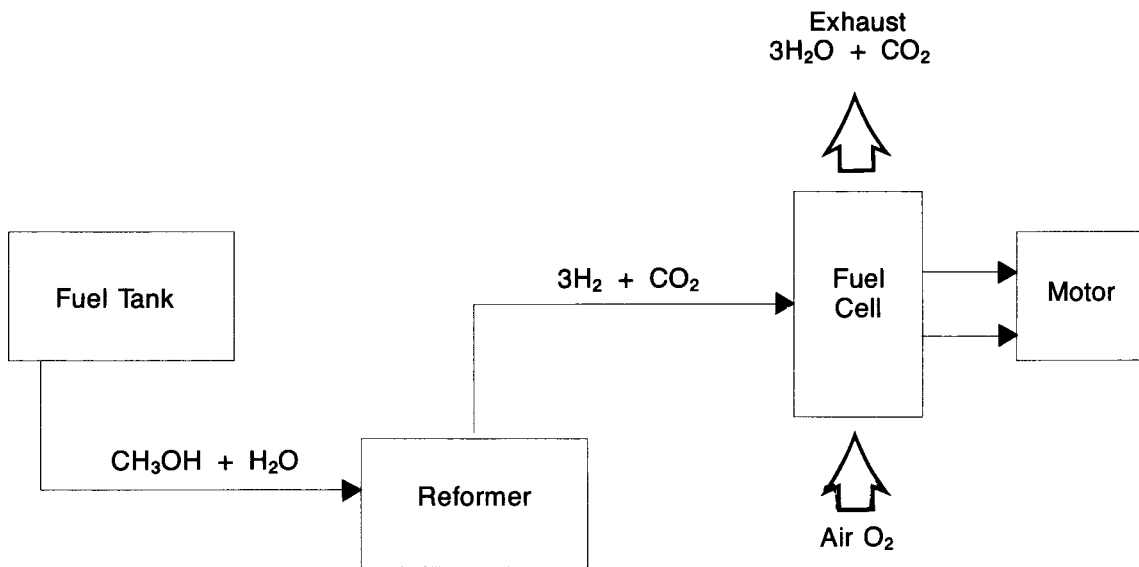 Exhaust
3H₂O + CO₂
Fuel Tank
3H₂ + CO₂
Fuel
Cell
Motor
CH₃OH + H₂O
Reformer
Air O₂